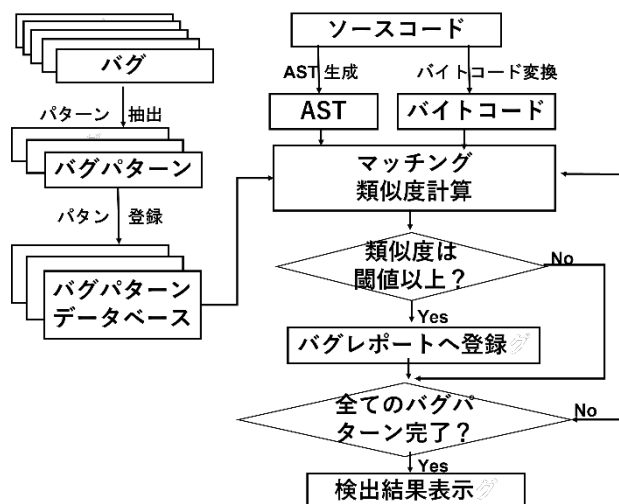 バグ
パターン 抽出
バグパターン
パタン 登録
バグパターン
データベース
ソースコード
AST 生成
バイトコード変換
AST
バイトコード
マッチング
類似度計算
類似度は
閾値以上？
No
Yes
バグレポートへ登録
全てのバグパ
ターン完了？
No
Yes
検出結果表示